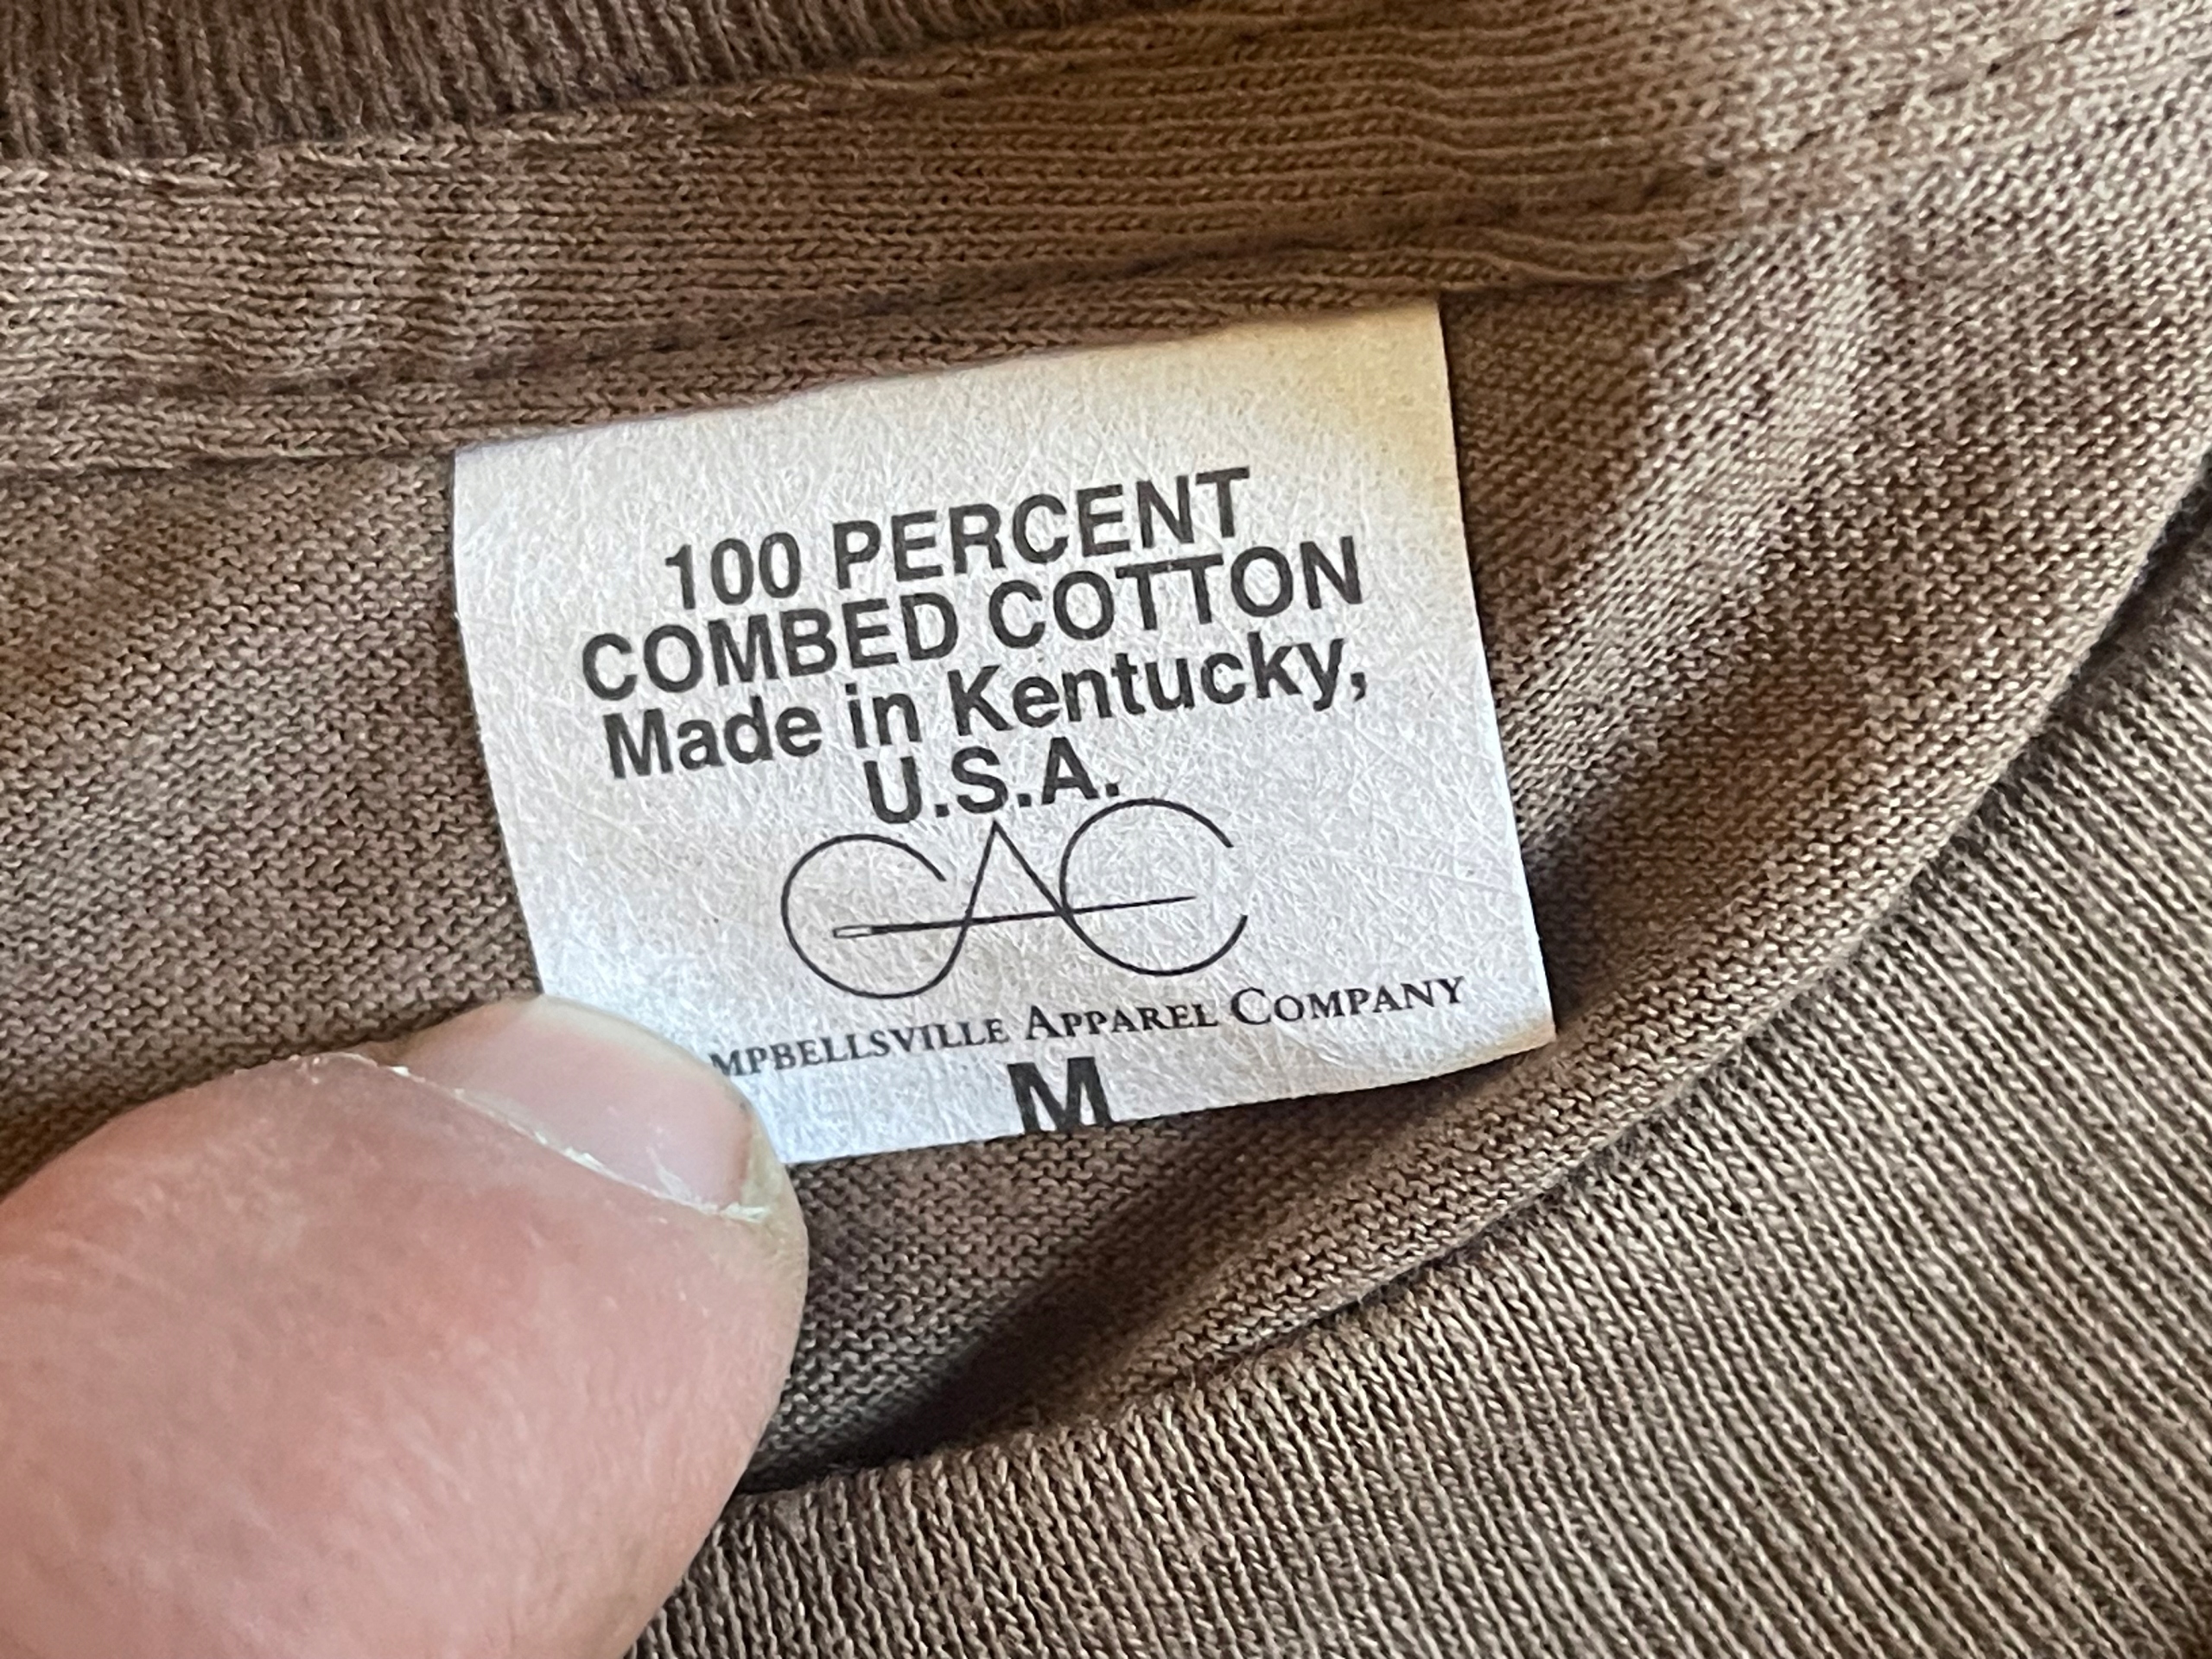 100 PERCENT
COMBED COTTON
Made in Kentucky,
U.S.A.
CAC
MPBELLSVILLE APPAREL COMPANY
M